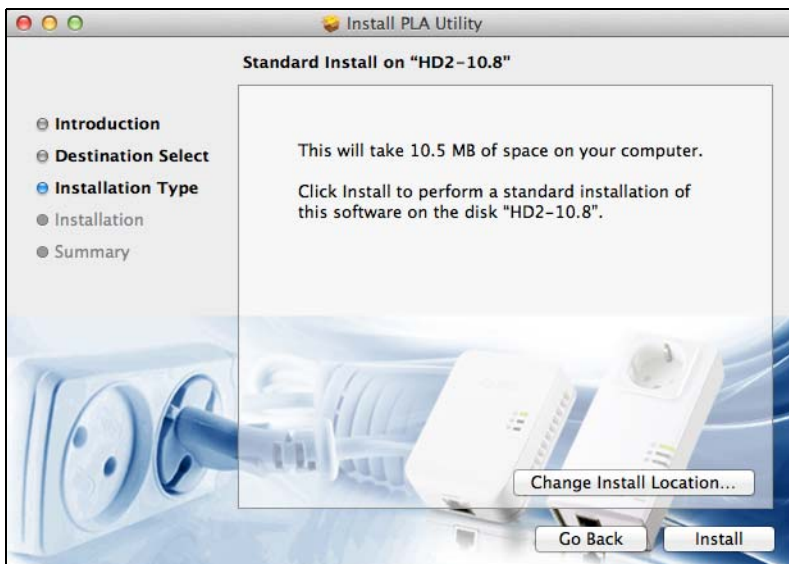 Install PLA Utility
Standard Install on “HD2-10.8”
Introduction
Destination Select
Installation Type
Installation
Summary
This will take 10.5 MB of space on your computer.
Click Install to perform a standard installation of
this software on the disk “HD2-10.8”.
Change Install Location...
Go Back
Install